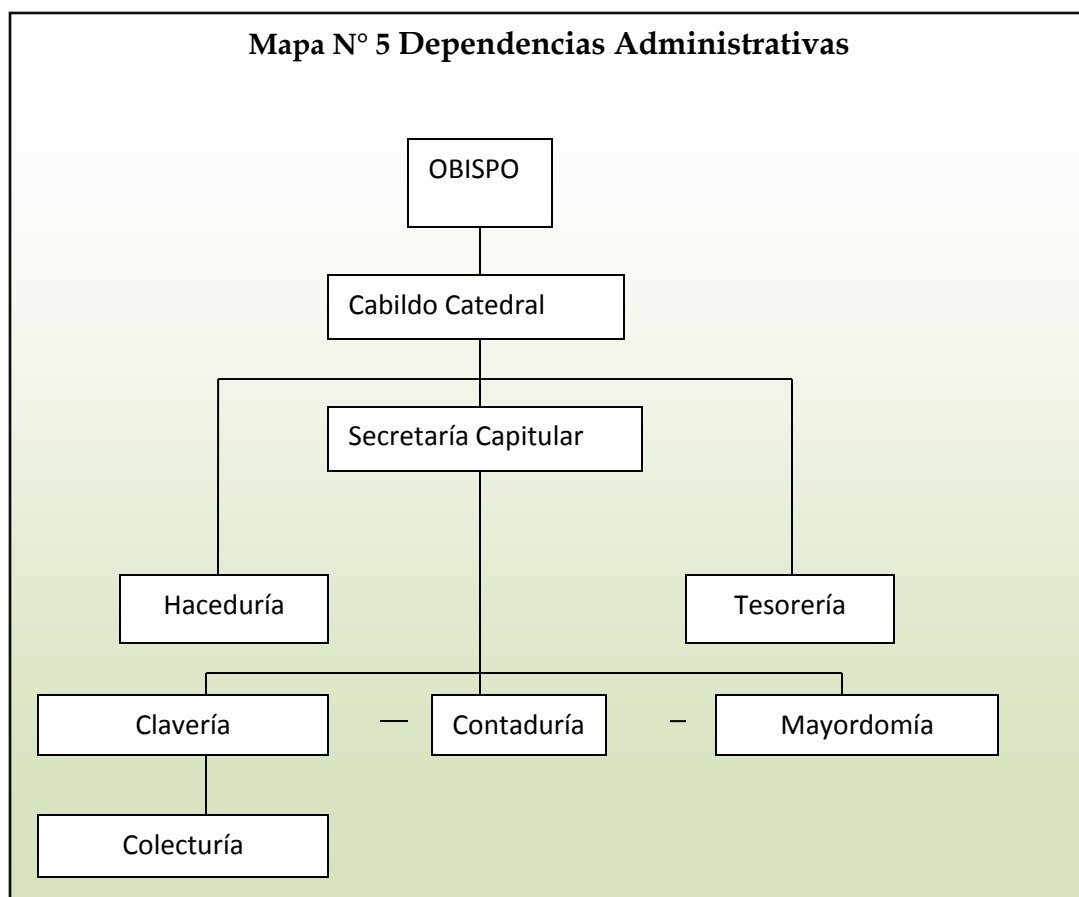 Mapa N° 5 Dependencias Administrativas
OBISPO
Cabildo Catedral
Secretaría Capitular
Haceduría
Tesorería
Clavería
Contaduría
Mayordomía
Colecturía